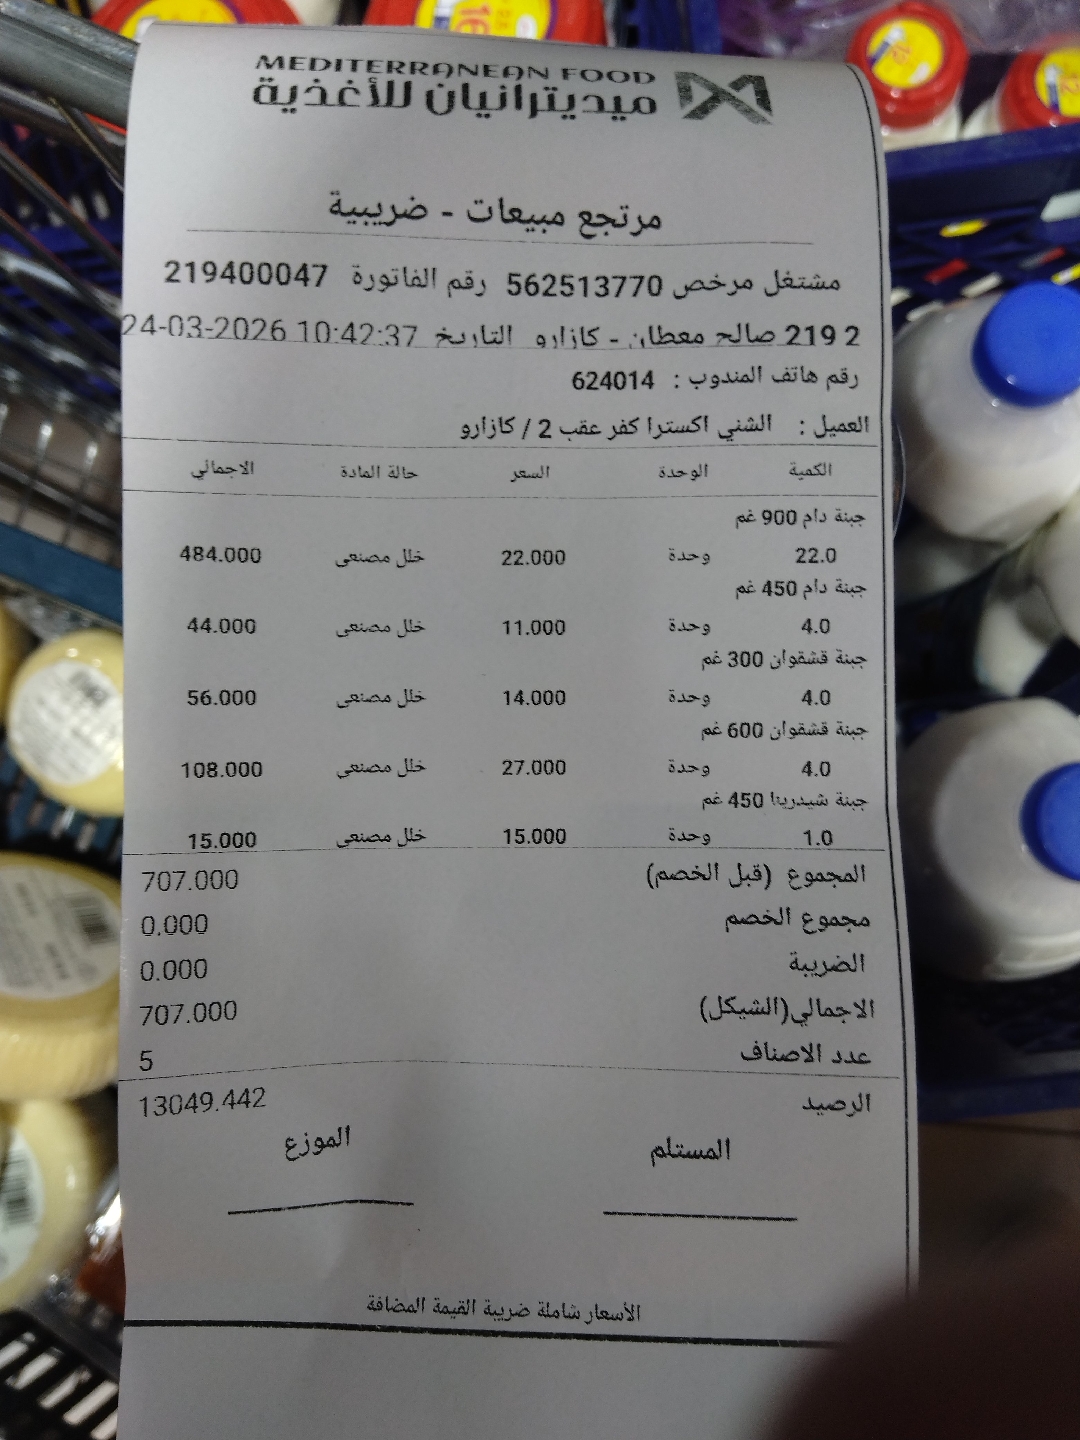 MEDITERRANEAN FOOD
ميديترانيان للأغذية
مرتجع مبيعات - ضريبية
مشتغل مرخص 562513770 رقم الفاتورة 219400047
2 219 صالح معطان - كازارو التاريخ 24-03-2026 10:42:37
رقم هاتف المندوب : 624014
العميل : الشني اكسترا كفر عقب 2 / كازارو
الكمية الوحدة السعر حالة المادة الاجمالي
جبنة دام 900 غم
22.0 وحدة 22.000 خلل مصنعي 484.000
جبنة دام 450 غم
4.0 وحدة 11.000 خلل مصنعي 44.000
جبنة قشقوان 300 غم
4.0 وحدة 14.000 خلل مصنعي 56.000
جبنة قشقوان 600 غم
4.0 وحدة 27.000 خلل مصنعي 108.000
جبنة شيدرينا 450 غم
1.0 وحدة 15.000 خلل مصنعي 15.000
المجموع (قبل الخصم) 707.000
مجموع الخصم 0.000
الضريبة 0.000
الاجمالي(الشيكل) 707.000
عدد الاصناف 5
الرصيد 13049.442
المستلم الموزع
الأسعار شاملة ضريبة القيمة المضافة